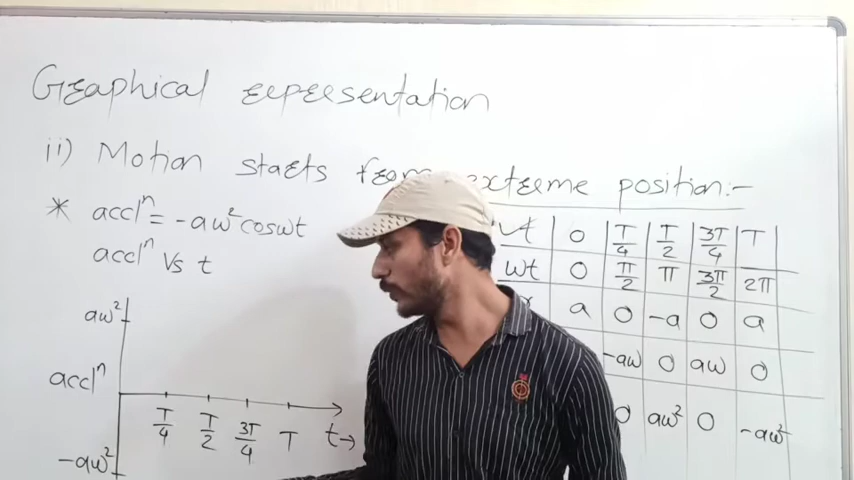 Graphical representation
ii) Motion starts from extreme position:-
* accl^n = -aω² cosωt
accl^n Vs t
aω²
accl^n
-aω²
T/4 T/2 3T/4 T t→
t 0 T/4 T/2 3T/4 T
ωt 0 π/2 π 3π/2 2π
a 0 -a 0 a
-aω 0 aω 0
0 aω² 0 -aω²